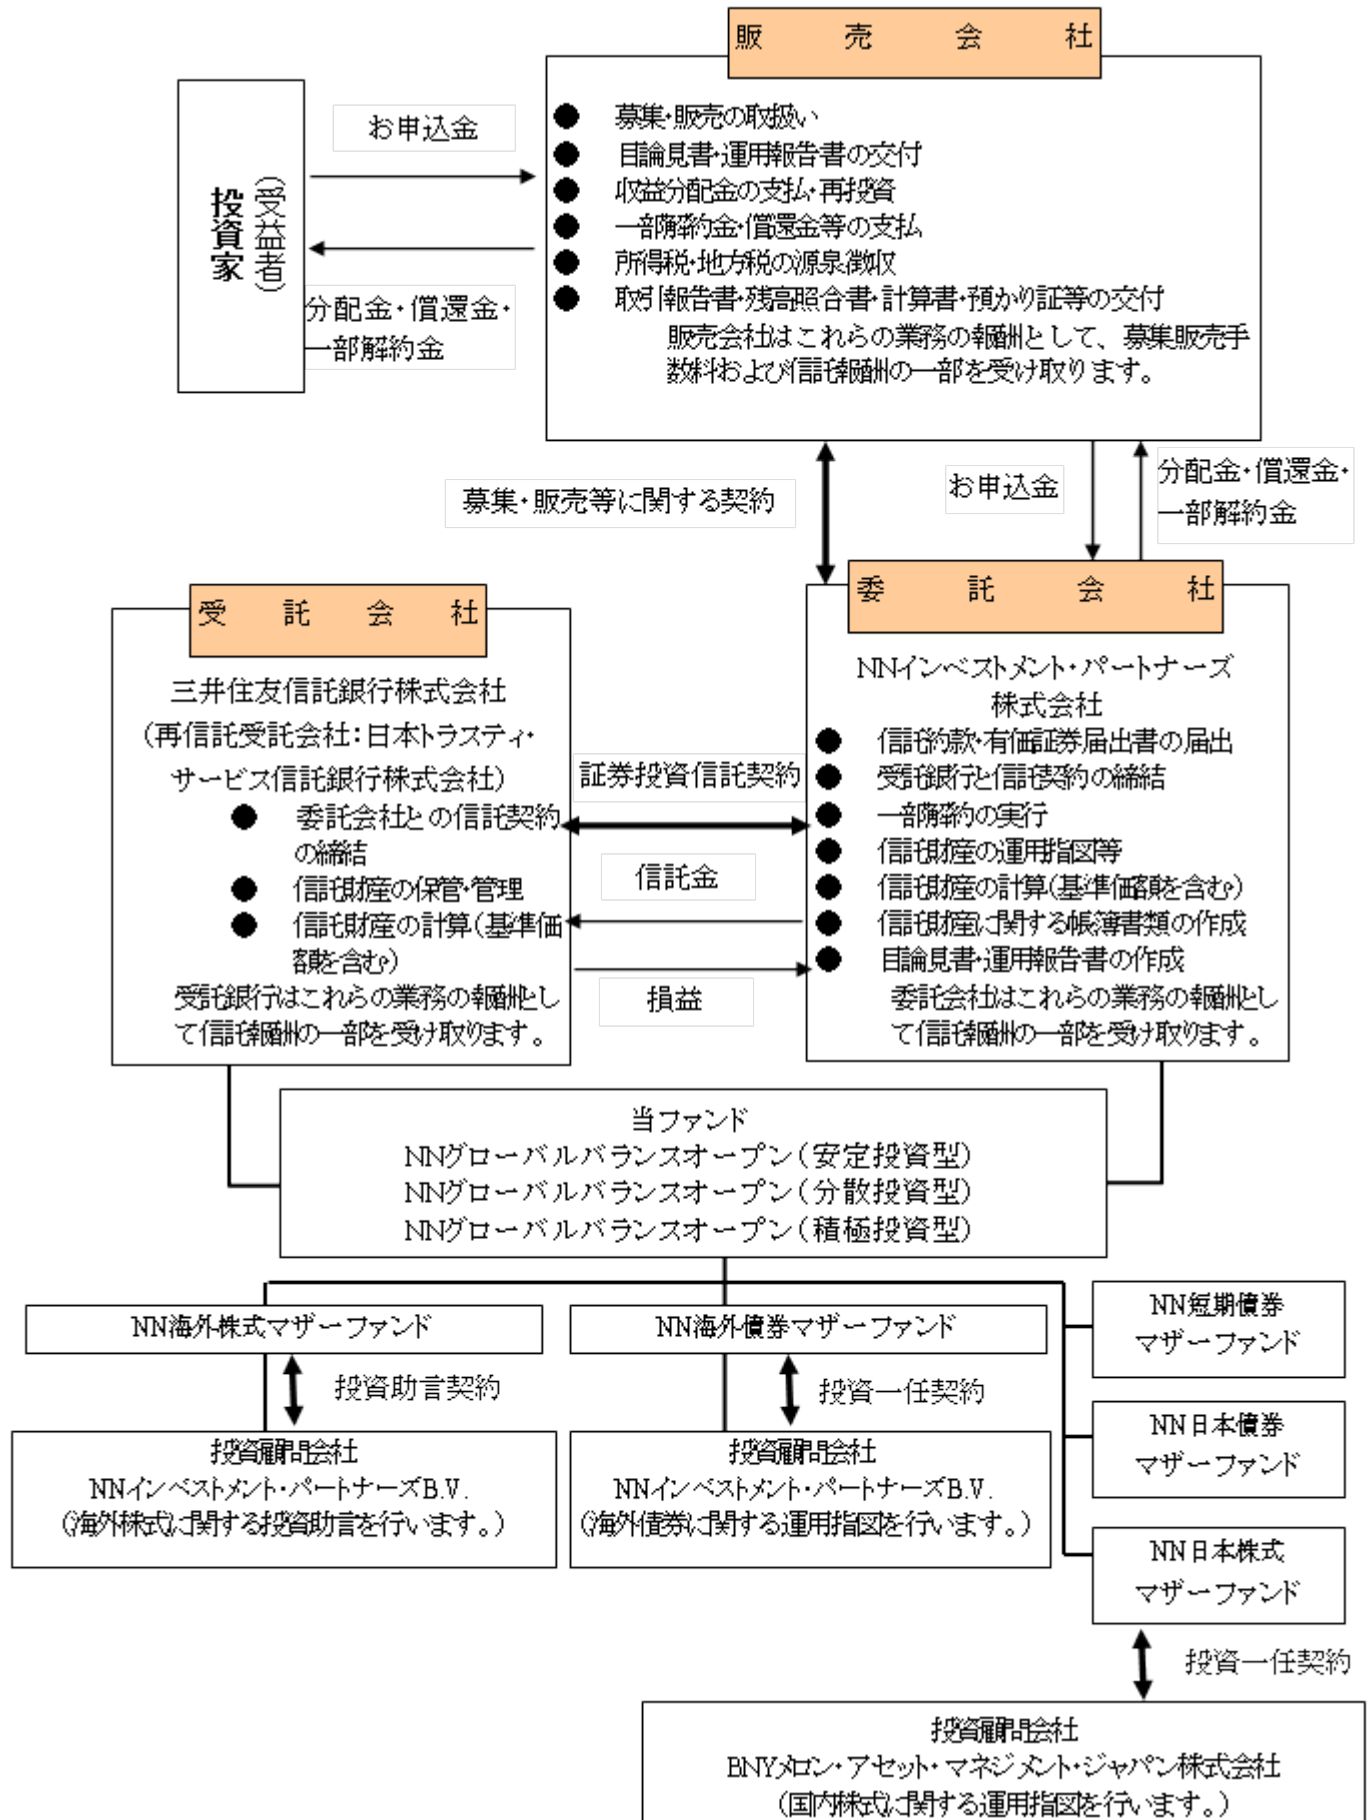 販売会社
お申込金
投資家
(受益者)
分配金・償還金・
一部解約金
● 募集・販売の取扱い
● 目論見書・運用報告書の交付
● 収益分配金の支払・再投資
● 一部解約金・償還金等の支払
● 所得税・地方税の源泉徴収
● 取引報告書・残高照合書・計算書・預かり証等の交付
販売会社はこれらの業務の報酬として、募集販売手
数料および信託報酬の一部を受け取ります。
募集・販売等に関する契約
お申込金
分配金・償還金・
一部解約金
受託会社
三井住友信託銀行株式会社
(再信託受託会社：日本トラスティ・
サービス信託銀行株式会社)
● 委託会社との信託契約
の締結
● 信託財産の保管・管理
● 信託財産の計算(基準価
額を含む)
受託銀行はこれらの業務の報酬とし
て信託報酬の一部を受け取ります。
証券投資信託契約
信託金
損益
委託会社
NNインベストメント・パートナーズ
株式会社
● 信託約款・有価証券届出書の届出
● 受託銀行と信託契約の締結
● 一部解約の実行
● 信託財産の運用指図等
● 信託財産の計算(基準価額を含む)
● 信託財産に関する帳簿書類の作成
● 目論見書・運用報告書の作成
委託会社はこれらの業務の報酬とし
て信託報酬の一部を受け取ります。
当ファンド
NNグローバルバランスオープン(安定投資型)
NNグローバルバランスオープン(分散投資型)
NNグローバルバランスオープン(積極投資型)
NN海外株式マザーファンド
NN海外債券マザーファンド
NN短期債券
マザーファンド
投資助言契約
投資一任契約
NN日本債券
マザーファンド
投資顧問会社
NNインベストメント・パートナーズB.V.
(海外株式に関する投資助言を行います。)
投資顧問会社
NNインベストメント・パートナーズB.V.
(海外債券に関する運用指図を行います。)
NN日本株式
マザーファンド
投資一任契約
投資顧問会社
BNYメロン・アセット・マネジメント・ジャパン株式会社
(国内株式に関する運用指図を行います。)